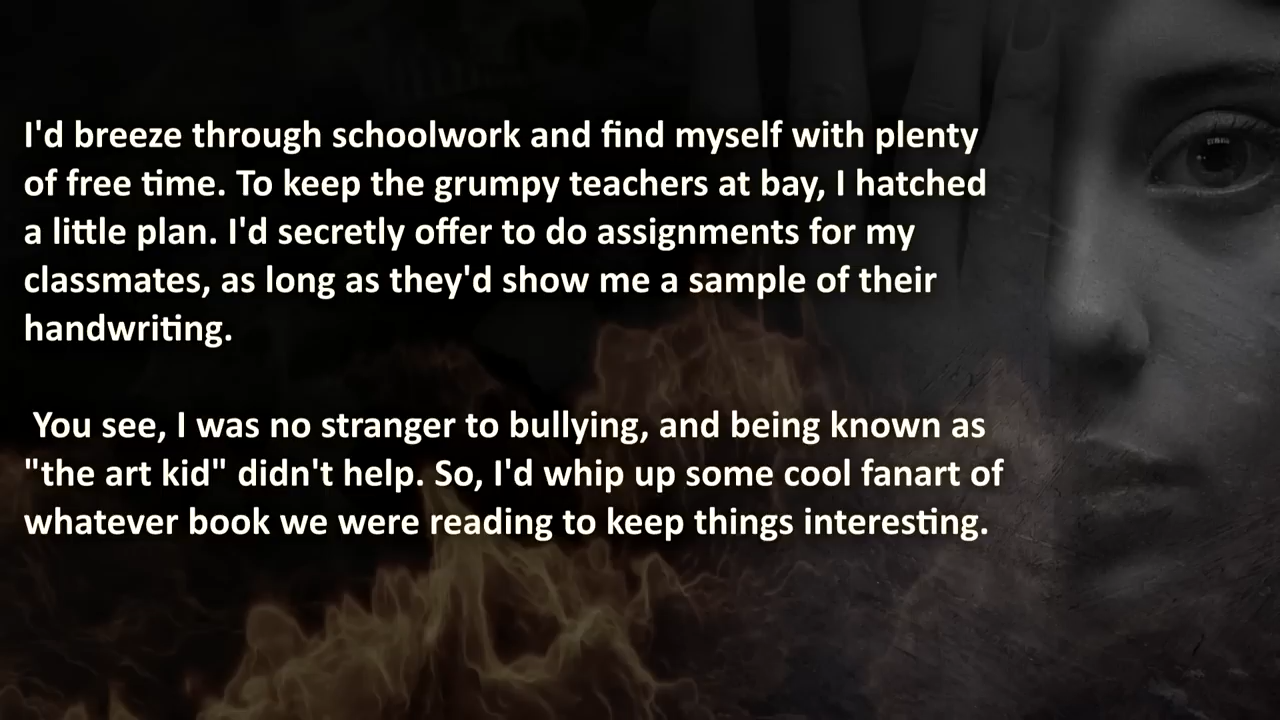 I'd breeze through schoolwork and find myself with plenty
of free time. To keep the grumpy teachers at bay, I hatched
a little plan. I'd secretly offer to do assignments for my
classmates, as long as they'd show me a sample of their
handwriting.
You see, I was no stranger to bullying, and being known as
"the art kid" didn't help. So, I'd whip up some cool fanart of
whatever book we were reading to keep things interesting.